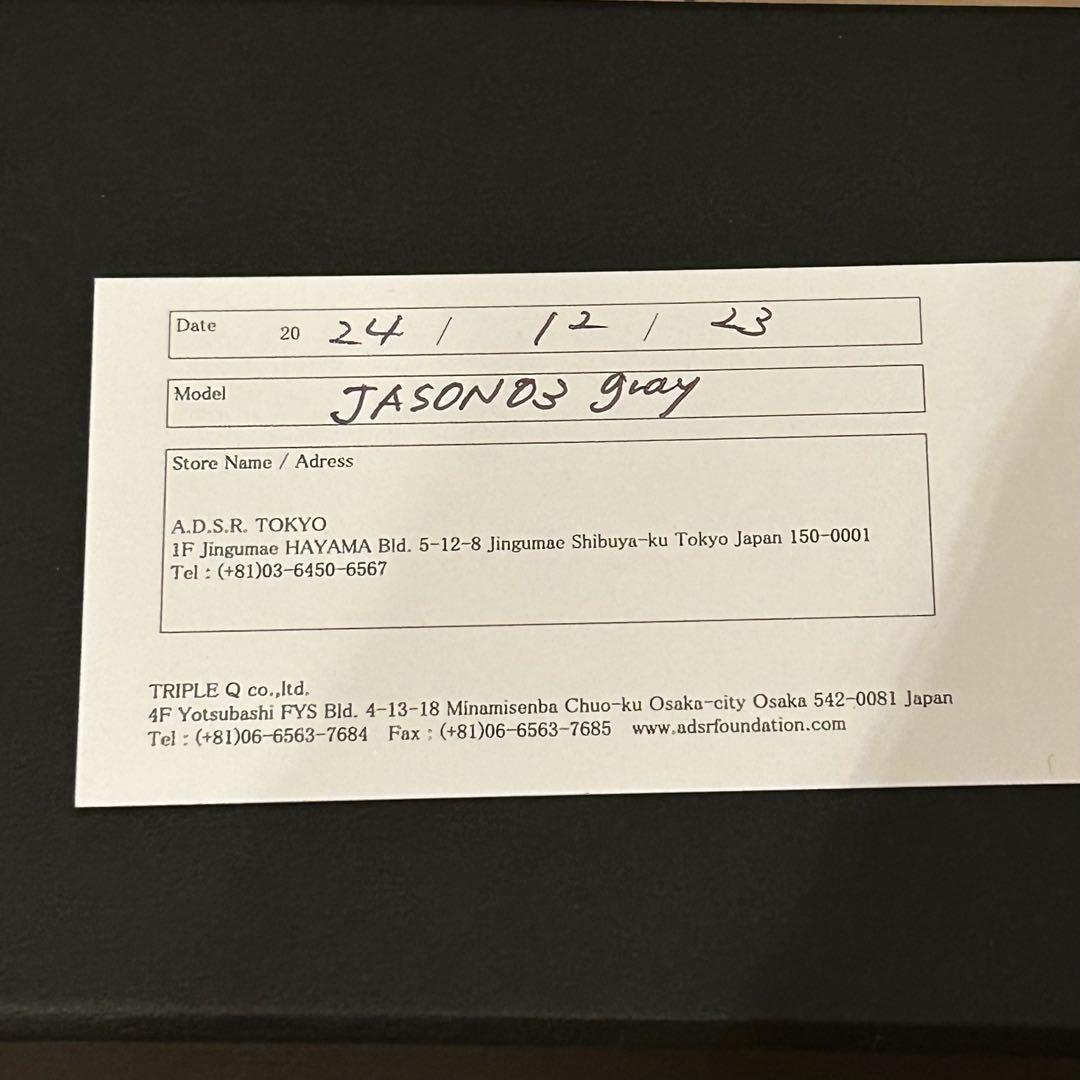 Date 20 24 / 12 / 23
Model JASON03 gray
Store Name / Adress
A.D.S.R. TOKYO
1F Jingumae HAYAMA Bld. 5-12-8 Jingumae Shibuya-ku Tokyo Japan 150-0001
Tel : (+81)03-6450-6567
TRIPLE Q co.,ltd.
4F Yotsubashi FYS Bld. 4-13-18 Minamisenba Chuo-ku Osaka-city Osaka 542-0081 Japan
Tel : (+81)06-6563-7684 Fax : (+81)06-6563-7685 www.adsrfoundation.com